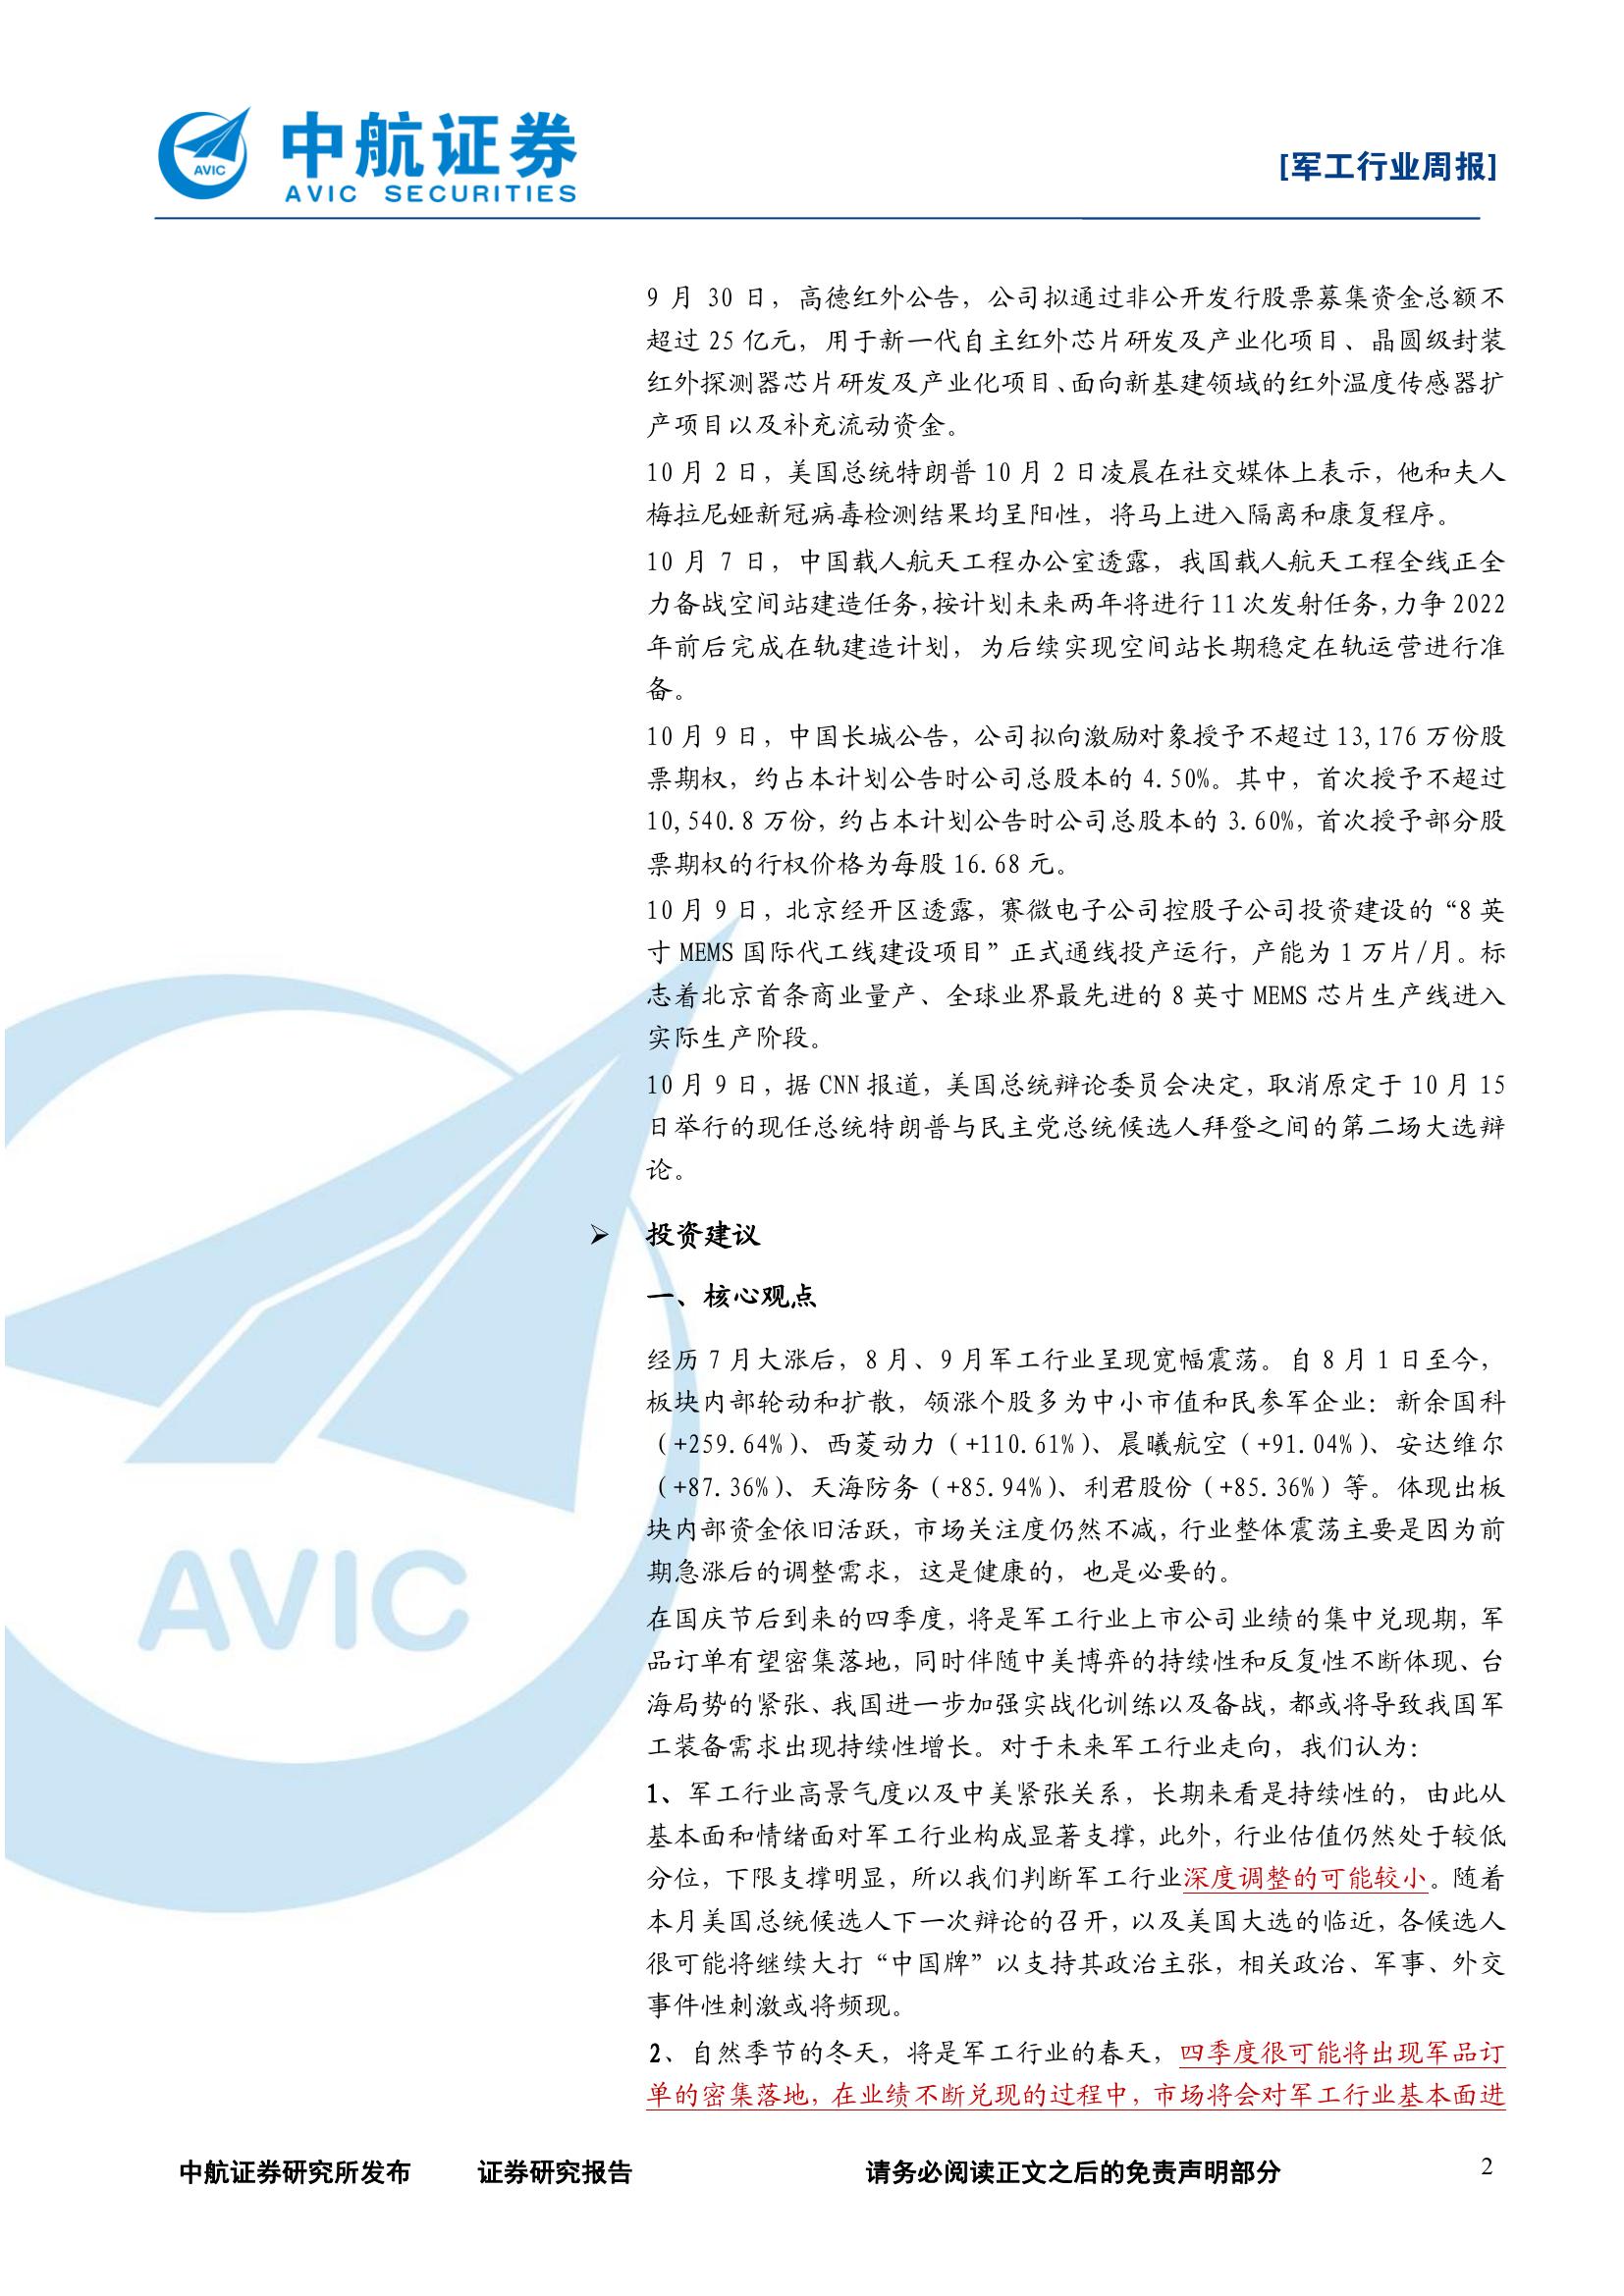 中航证券
AVIC SECURITIES
AVIC
[军工行业周报]
9 月 30 日，高德红外公告，公司拟通过非公开发行股票募集资金总额不
超过 25 亿元，用于新一代自主红外芯片研发及产业化项目、晶圆级封装
红外探测器芯片研发及产业化项目、面向新基建领域的红外温度传感器扩
产项目以及补充流动资金。
10 月 2 日，美国总统特朗普 10 月 2 日凌晨在社交媒体上表示，他和夫人
梅拉尼娅新冠病毒检测结果均呈阳性，将马上进入隔离和康复程序。
10 月 7 日，中国载人航天工程办公室透露，我国载人航天工程全线正全
力备战空间站建造任务，按计划未来两年将进行 11 次发射任务，力争 2022
年前后完成在轨建造计划，为后续实现空间站长期稳定在轨运营进行准
备。
10 月 9 日，中国长城公告，公司拟向激励对象授予不超过 13,176 万份股
票期权，约占本计划公告时公司总股本的 4.50%。其中，首次授予不超过
10,540.8 万份，约占本计划公告时公司总股本的 3.60%，首次授予部分股
票期权的行权价格为每股 16.68 元。
10 月 9 日，北京经开区透露，赛微电子公司控股子公司投资建设的“8 英
寸 MEMS 国际代工线建设项目”正式通线投产运行，产能为 1 万片/月。标
志着北京首条商业量产、全球业界最先进的 8 英寸 MEMS 芯片生产线进入
实际生产阶段。
10 月 9 日，据 CNN 报道，美国总统辩论委员会决定，取消原定于 10 月 15
日举行的现任总统特朗普与民主党总统候选人拜登之间的第二场大选辩
论。
➢ 投资建议
一、核心观点
经历 7 月大涨后，8 月、9 月军工行业呈现宽幅震荡。自 8 月 1 日至今，
板块内部轮动和扩散，领涨个股多为中小市值和民参军企业：新余国科
（+259.64%）、西菱动力（+110.61%）、晨曦航空（+91.04%）、安达维尔
（+87.36%）、天海防务（+85.94%）、利君股份（+85.36%）等。体现出板
块内部资金依旧活跃，市场关注度仍然不减，行业整体震荡主要是因为前
期急涨后的调整需求，这是健康的，也是必要的。
在国庆节后到来的四季度，将是军工行业上市公司业绩的集中兑现期，军
品订单有望密集落地，同时伴随中美博弈的持续性和反复性不断体现、台
海局势的紧张、我国进一步加强实战化训练以及备战，都或将导致我国军
工装备需求出现持续性增长。对于未来军工行业走向，我们认为：
1、军工行业高景气度以及中美紧张关系，长期来看是持续性的，由此从
基本面和情绪面对军工行业构成显著支撑，此外，行业估值仍然处于较低
分位，下限支撑明显，所以我们判断军工行业深度调整的可能较小。随着
本月美国总统候选人下一次辩论的召开，以及美国大选的临近，各候选人
很可能将继续大打“中国牌”以支持其政治主张，相关政治、军事、外交
事件性刺激或将频现。
2、自然季节的冬天，将是军工行业的春天，四季度很可能将出现军品订
单的密集落地，在业绩不断兑现的过程中，市场将会对军工行业基本面进
AVIC
中航证券研究所发布 证券研究报告 请务必阅读正文之后的免责声明部分 2